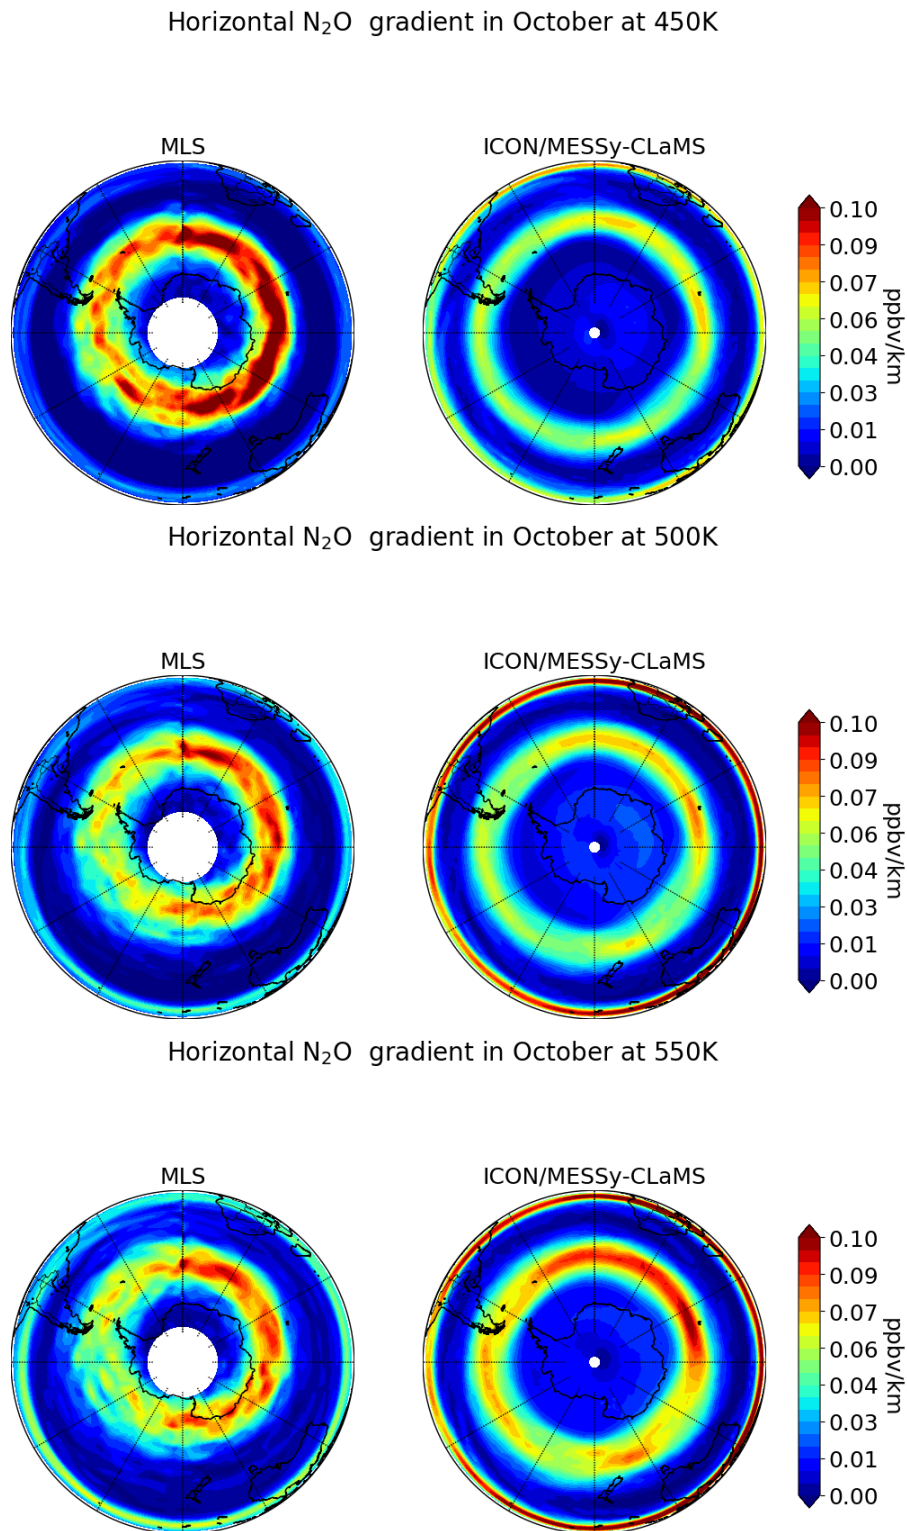 Horizontal N₂O gradient in October at 450K
MLS
ICON/MESSy-CLaMS
0.10
0.09
0.07
0.06
0.04
0.03
0.01
0.00
ppbv/km
Horizontal N₂O gradient in October at 500K
MLS
ICON/MESSy-CLaMS
0.10
0.09
0.07
0.06
0.04
0.03
0.01
0.00
ppbv/km
Horizontal N₂O gradient in October at 550K
MLS
ICON/MESSy-CLaMS
0.10
0.09
0.07
0.06
0.04
0.03
0.01
0.00
ppbv/km